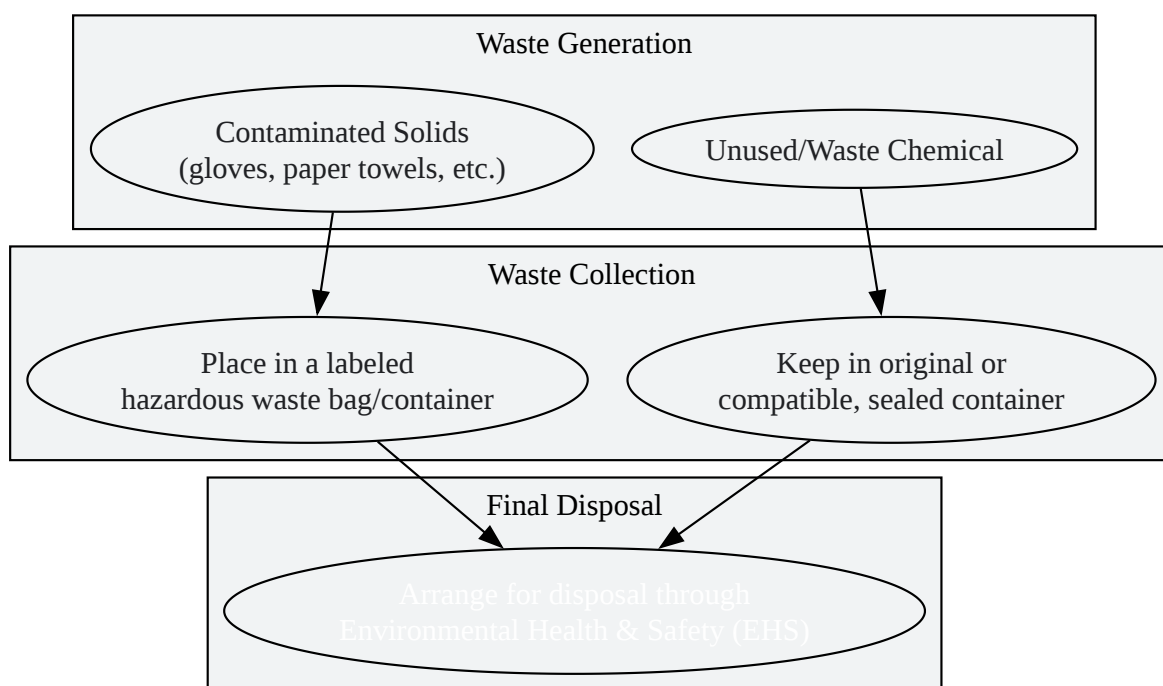 Waste Generation
Contaminated Solids
(gloves, paper towels, etc.)
Unused/Waste Chemical
Waste Collection
Place in a labeled
hazardous waste bag/container
Keep in original or
compatible, sealed container
Final Disposal
Arrange for disposal through
Environmental Health & Safety (EHS)